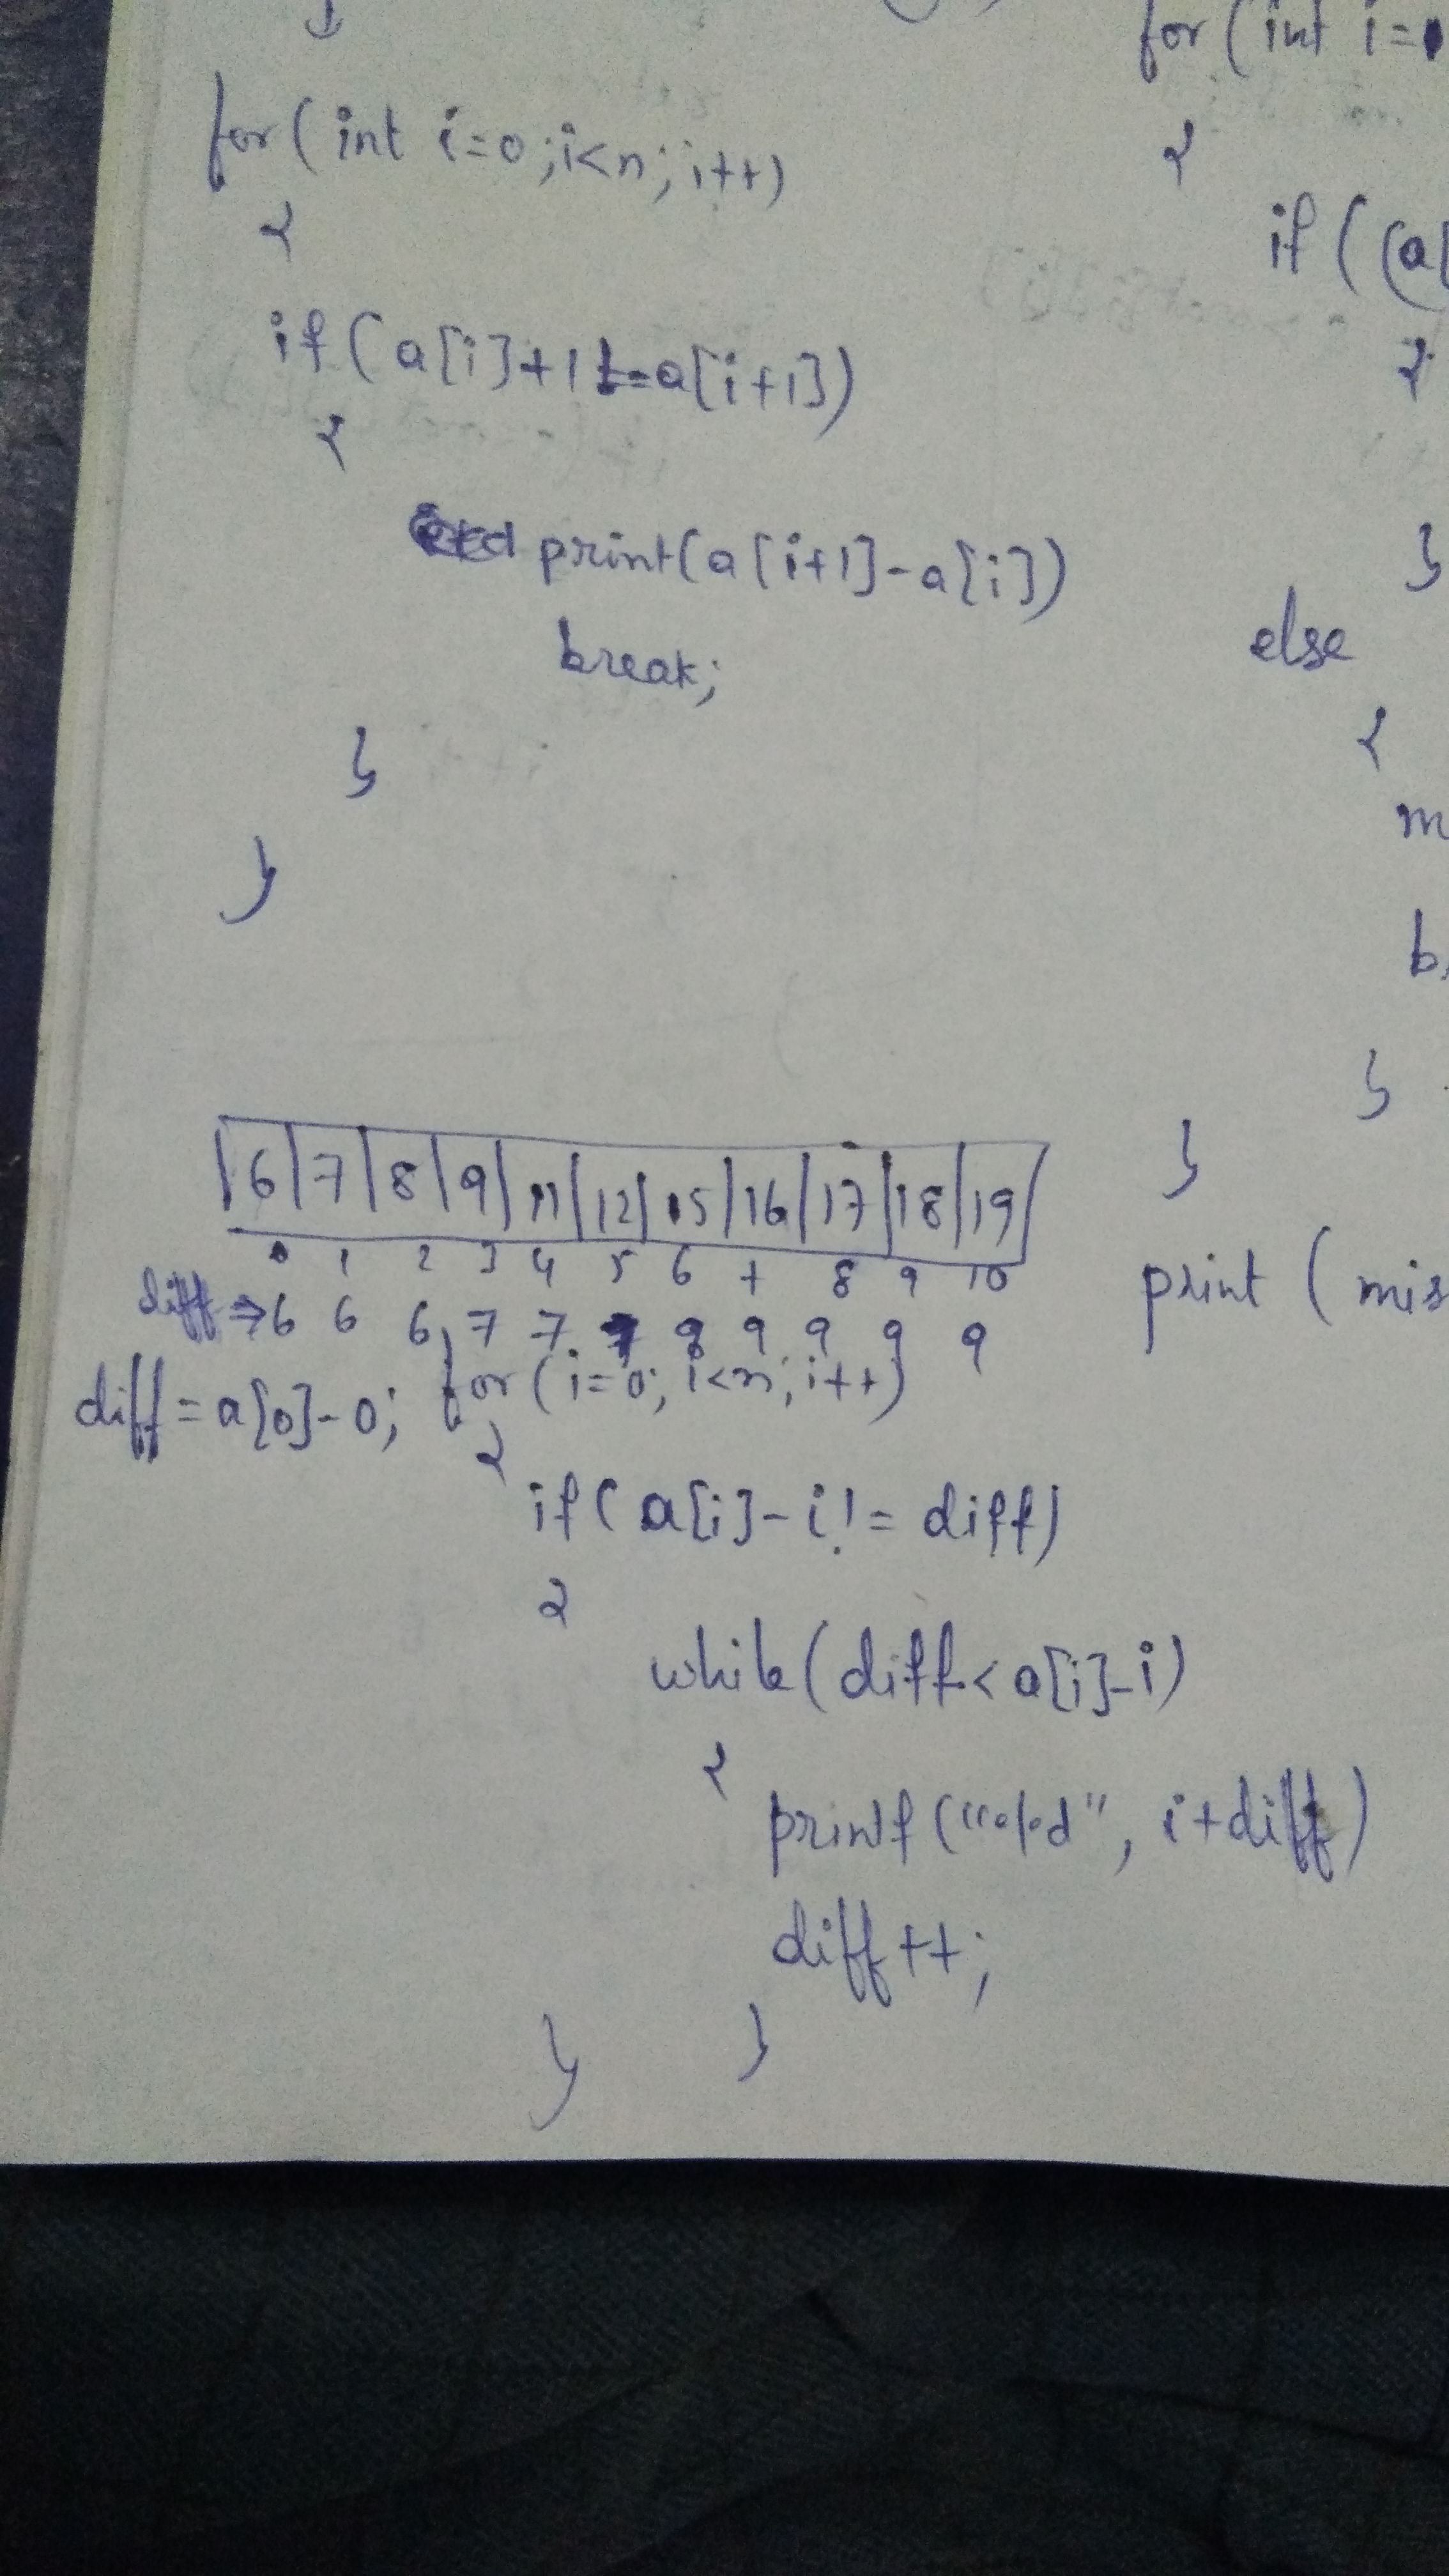 for(int i=0;i<n;i++)
{
if(a[i]+1!=a[i+1])
{
print(a[i+1]-a[i])
break;
}
}
6 7 8 9 11 12 15 16 17 18 19
0 1 2 3 4 5 6 7 8 9 10
diff⇒6 6 6 7 7 9 9 9 9 9
diff=a[0]-0; for(i=0;i<n;i++)
{
if(a[i]-i!=diff)
{
while(diff<a[i]-i)
{
printf("%d", i+diff)
diff++;
}
}
for(int i=
{
if((a[
{
}
else
{
m
b
}
}
print(mis